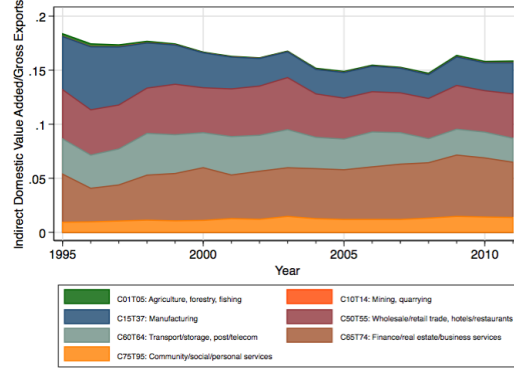 Indirect Domestic Value Added/Gross Exports
.2
.15
.1
.05
0
1995
2000
2005
2010
Year
C01T05: Agriculture, forestry, fishing
C10T14: Mining, quarrying
C15T37: Manufacturing
C50T55: Wholesale/retail trade, hotels/restaurants
C60T64: Transport/storage, post/telecom
C65T74: Finance/real estate/business services
C75T95: Community/social/personal services